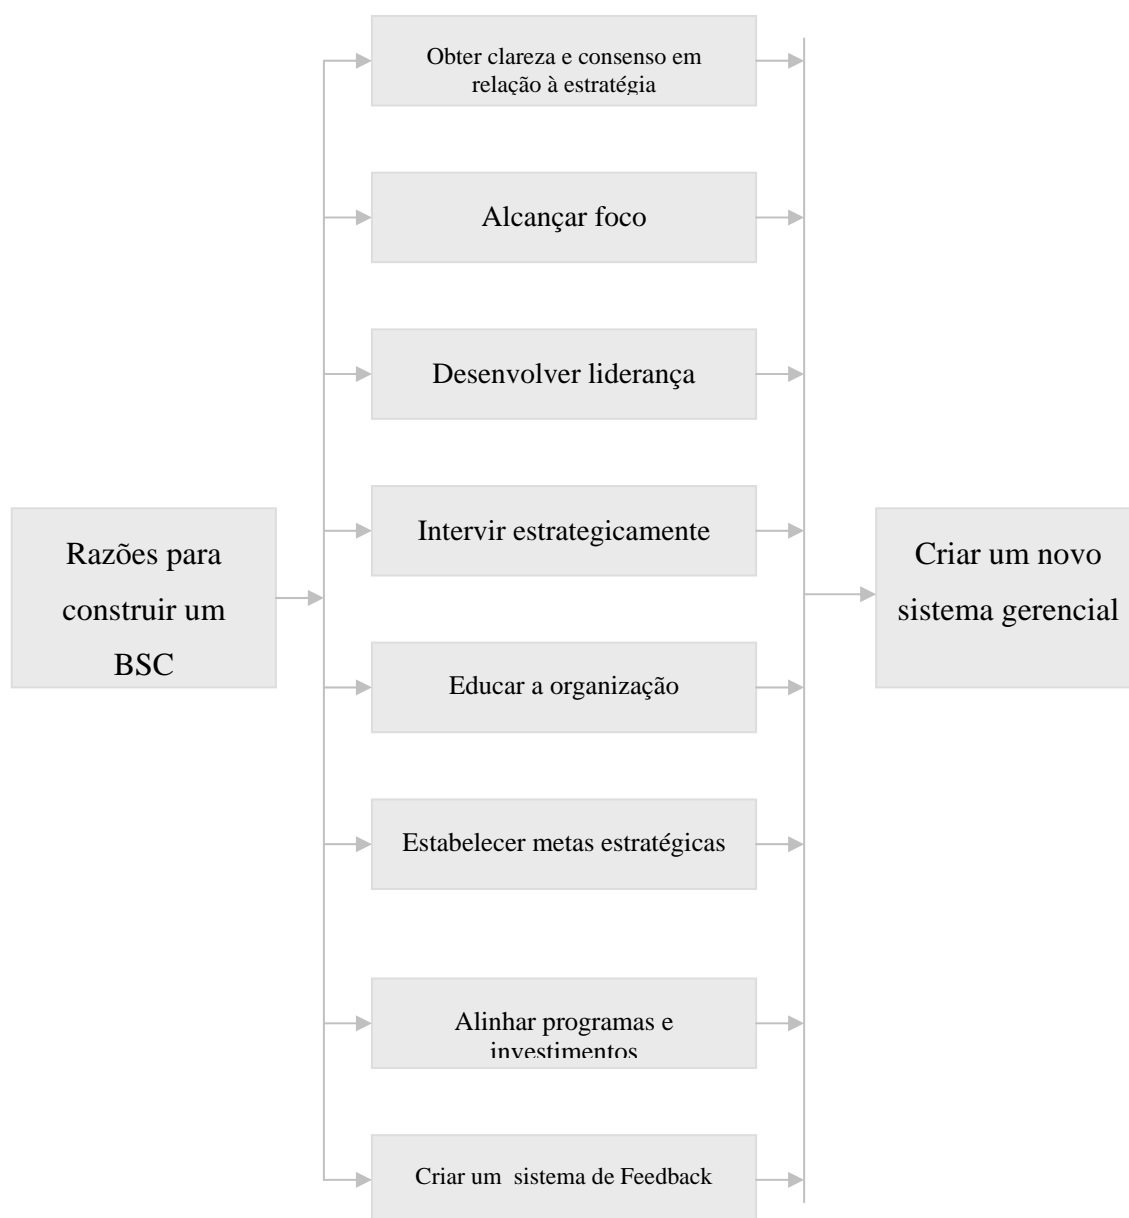 Obter clareza e consenso em
relação à estratégia
Alcançar foco
Desenvolver liderança
Intervir estrategicamente
Razões para
construir um
BSC
Criar um novo
sistema gerencial
Educar a organização
Estabelecer metas estratégicas
Alinhar programas e
investimentos
Criar um  sistema de Feedback